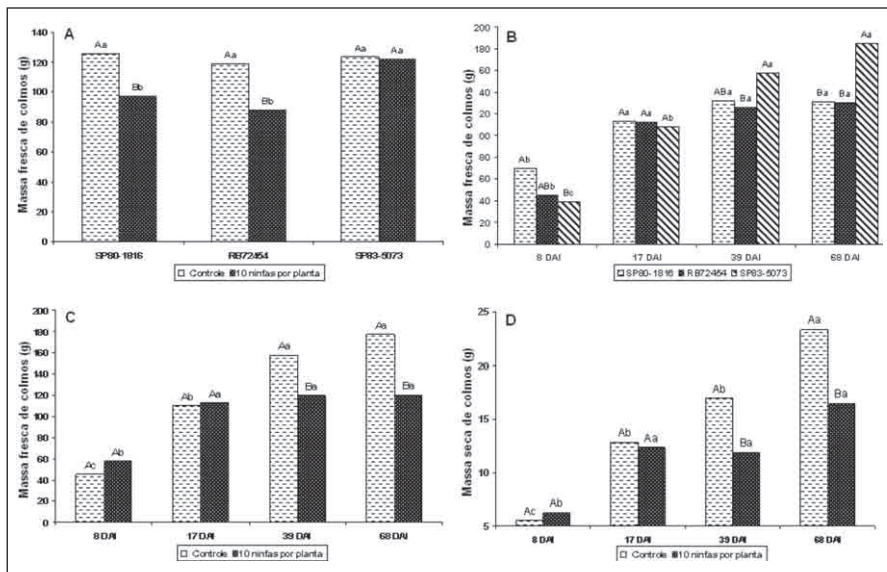 A
Massa fresca de colmos (g)
140
120
100
80
60
40
20
0
Aa
Bb
Aa
Bb
Aa
Aa
SP80-1816
RB72454
SP83-5073
Controle
10 ninfas por planta
B
Massa fresca de colmos (g)
200
80
60
40
20
00
80
60
40
20
0
Ab
ABb
Bc
Aa
Aa
Ab
ABa
Ba
Aa
Ba
Ba
Aa
8 DAI
17 DAI
39 DAI
68 DAI
SP80-1816
RB72454
SP83-5073
C
Massa fresca de colmos (g)
200
180
160
140
120
100
80
60
40
20
0
Ac
Ab
Ab
Aa
Aa
Ba
Aa
Ba
8 DAI
17 DAI
39 DAI
68 DAI
Controle
10 ninfas por planta
D
Massa seca de colmos (g)
25
20
15
10
5
Ac
Ab
Ab
Aa
Ab
Ba
Aa
Ba
8 DAI
17 DAI
39 DAI
68 DAI
Controle
10 ninfas por planta